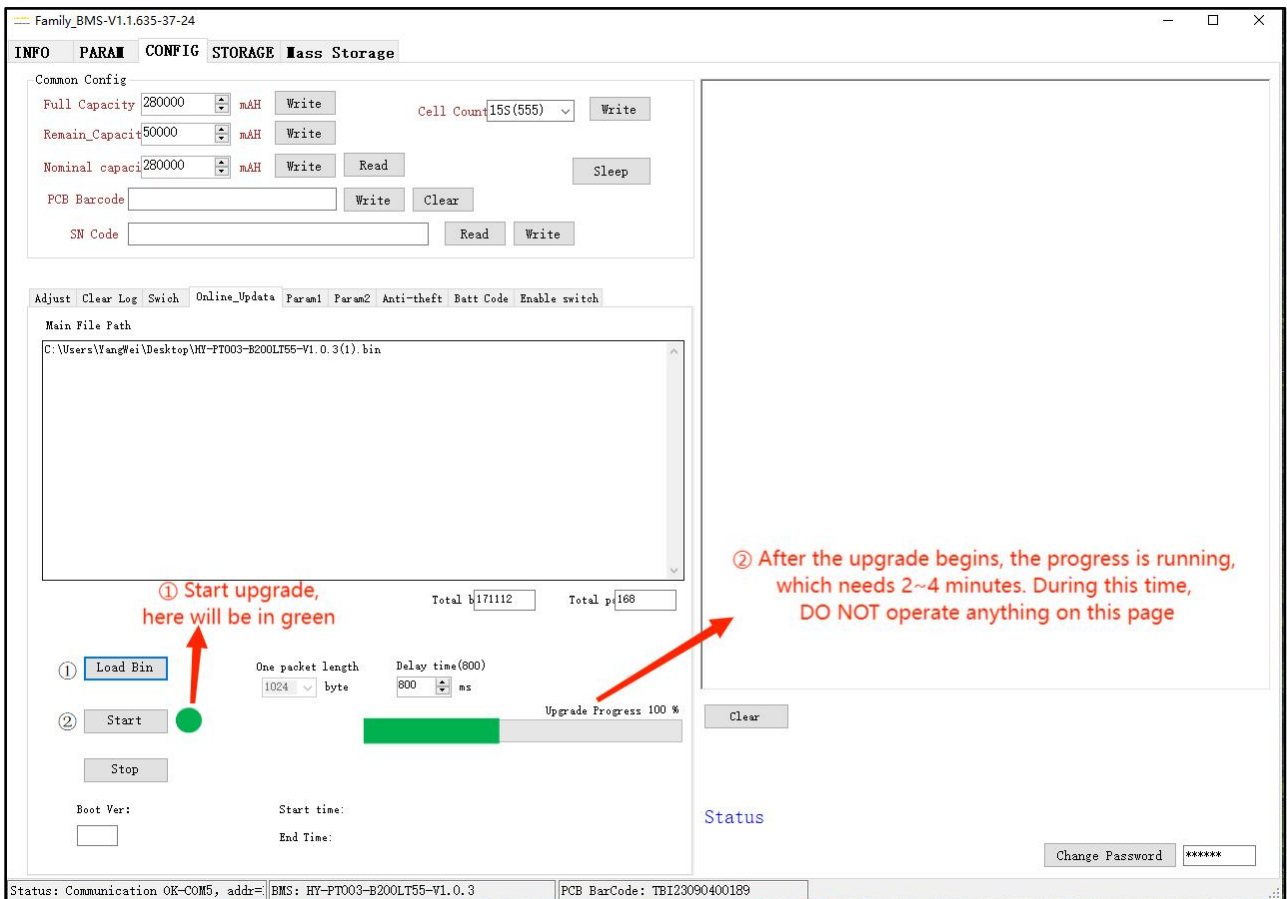 Family_BMS-V1.1.635-37-24
INFO PARAM CONFIG STORAGE Mass Storage
Common Config
Full Capacity 280000 mAH Write
Cell Count 15S(555) Write
Remain_Capacit 50000 mAH Write
Nominal capaci 280000 mAH Write Read
Sleep
PCB Barcode Write Clear
SN Code Read Write
Adjust Clear Log Swich Online_Updata Param1 Param2 Anti-theft Batt Code Enable switch
Main File Path
C:\Users\YangWei\Desktop\HY-PT003-B200LT55-V1.0.3(1).bin
Total b 171112 Total p 168
① Start upgrade,
here will be in green
② After the upgrade begins, the progress is running,
which needs 2~4 minutes. During this time,
DO NOT operate anything on this page
① Load Bin
One packet length
1024 byte
Delay time(800)
800 ms
② Start
Upgrade Progress 100 %
Clear
Stop
Boot Ver:
Start time:
End Time:
Status
Change Password ******
Status: Communication OK-COM5, addr= BMS: HY-PT003-B200LT55-V1.0.3 PCB BarCode: TBI23090400189